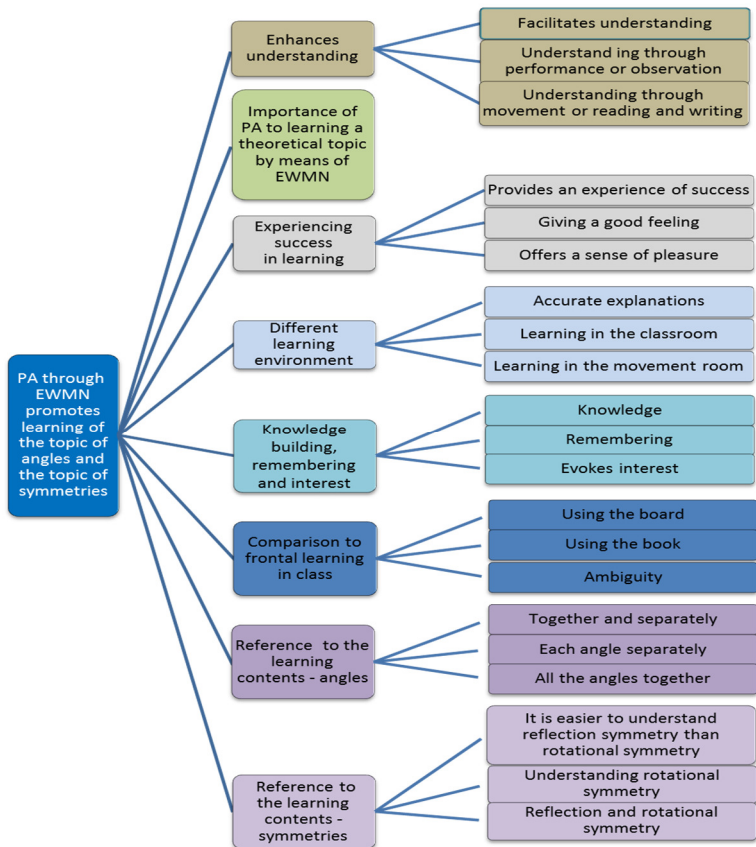 PA through
EWMN
promotes
learning of
the topic of
angles and
the topic of
symmetries
Enhances
understanding
Facilitates understanding
Understand ing through
performance or observation
Understanding through
movement or reading and writing
Importance of
PA to learning a
theoretical topic
by means of
EWMN
Experiencing
success
in learning
Provides an experience of success
Giving a good feeling
Offers a sense of pleasure
Different
learning
environment
Accurate explanations
Learning in the classroom
Learning in the movement room
Knowledge
building,
remembering
and interest
Knowledge
Remembering
Evokes interest
Comparison to
frontal learning
in class
Using the board
Using the book
Ambiguity
Reference to the
learning
contents - angles
Together and separately
Each angle separately
All the angles together
Reference to
the learning
contents -
symmetries
It is easier to understand
reflection symmetry than
rotational symmetry
Understanding rotational
symmetry
Reflection and rotational
symmetry